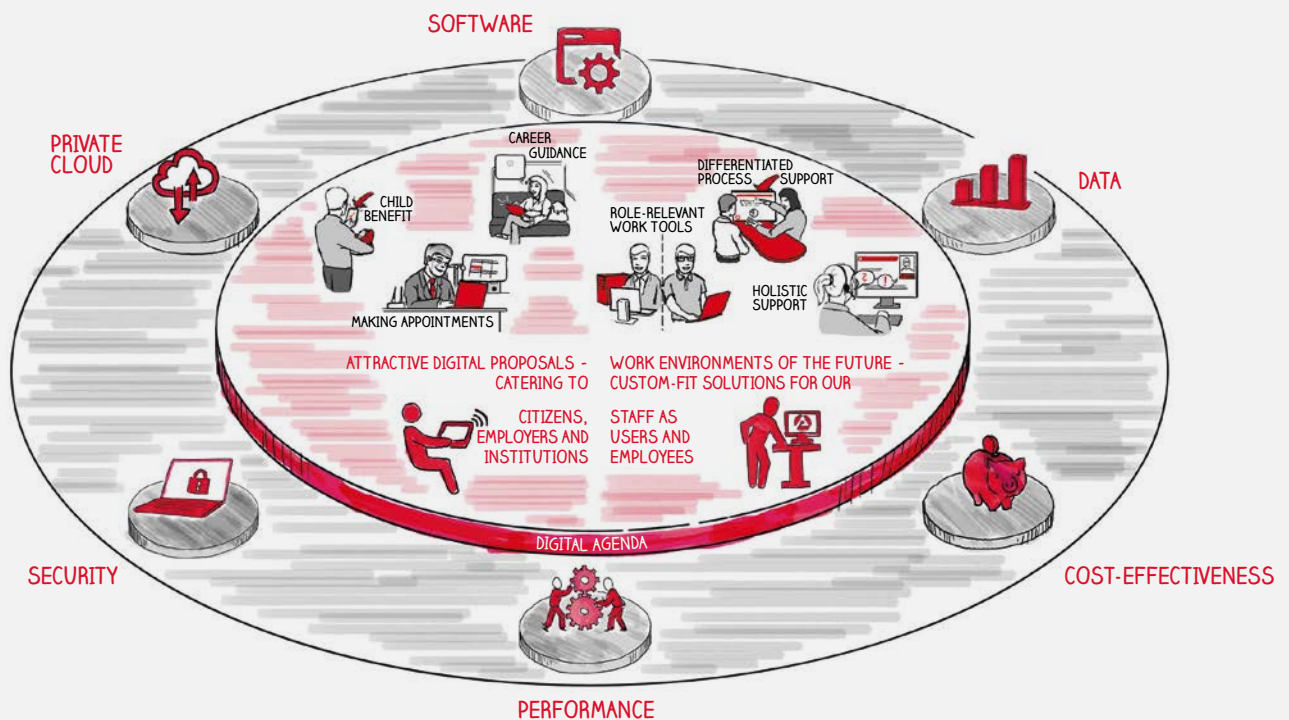 SOFTWARE
PRIVATE
CLOUD
DATA
CAREER
GUIDANCE
CHILD
BENEFIT
MAKING APPOINTMENTS
DIFFERENTIATED
PROCESS SUPPORT
ROLE-RELEVANT
WORK TOOLS
HOLISTIC
SUPPORT
ATTRACTIVE DIGITAL PROPOSALS -
CATERING TO
CITIZENS,
EMPLOYERS AND
INSTITUTIONS
WORK ENVIRONMENTS OF THE FUTURE -
CUSTOM-FIT SOLUTIONS FOR OUR
STAFF AS
USERS AND
EMPLOYEES
DIGITAL AGENDA
SECURITY
COST-EFFECTIVENESS
PERFORMANCE